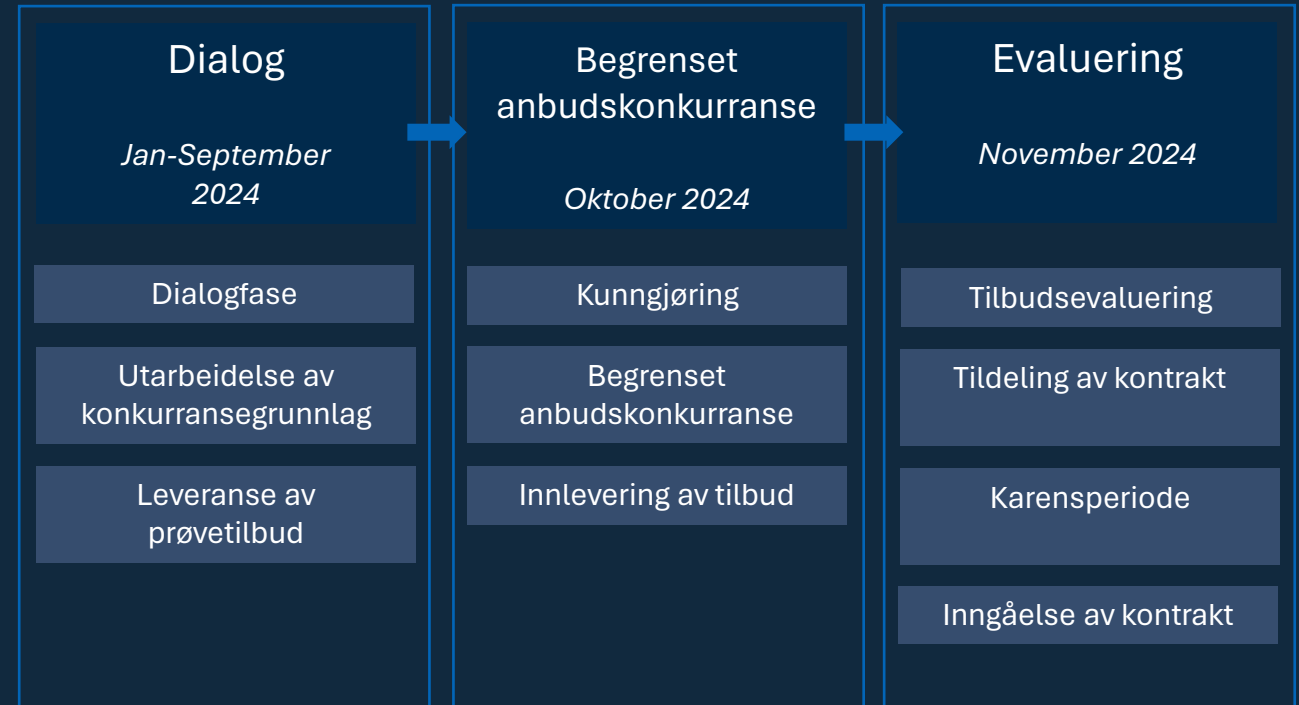 Dialog
Jan-September
2024
Dialogfase
Utarbeidelse av
konkurransegrunnlag
Leveranse av
prøvetilbud
Begrenset
anbudskonkurranse
Oktober 2024
Kunngjøring
Begrenset
anbudskonkurranse
Innlevering av tilbud
Evaluering
November 2024
Tilbudsevaluering
Tildeling av kontrakt
Karensperiode
Inngåelse av kontrakt